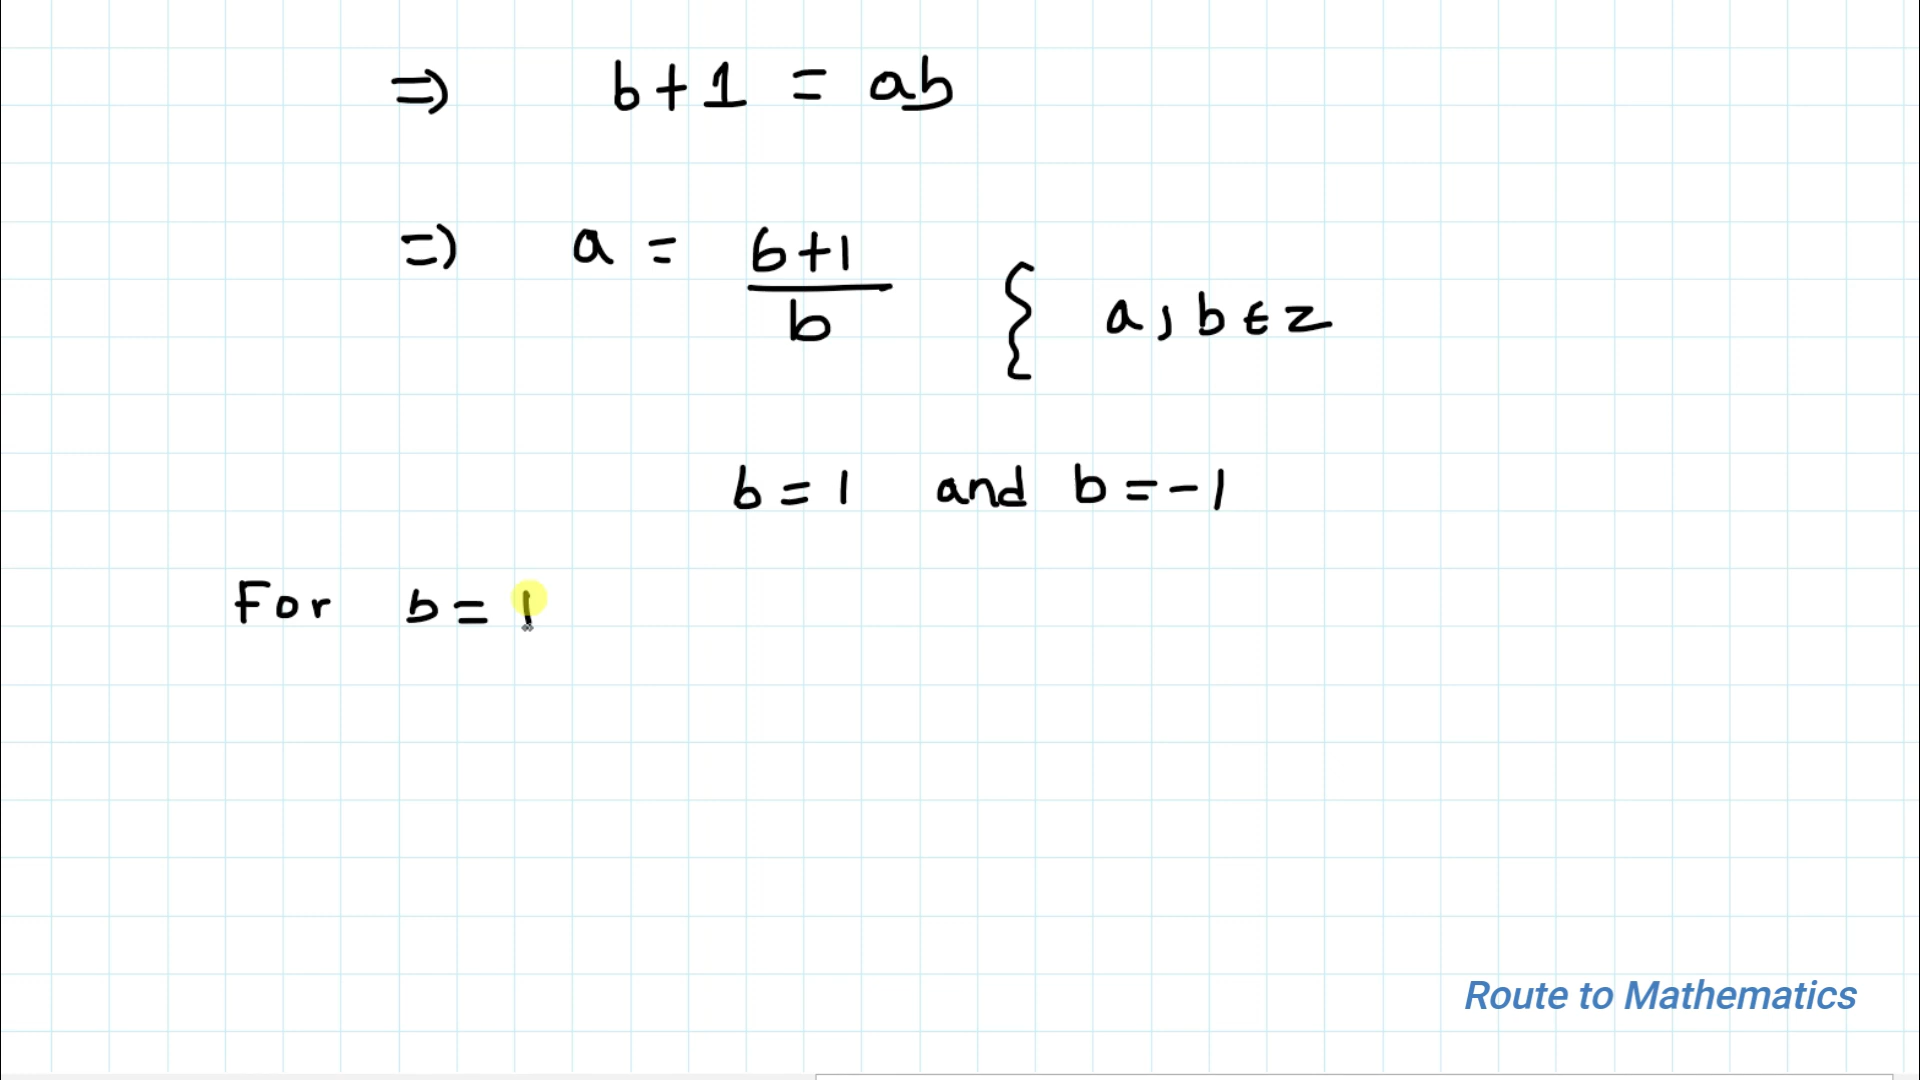 => b+1 = ab
=> a = b+1/b { a, b ∈ z
b = 1 and b = -1
For b = 1
Route to Mathematics